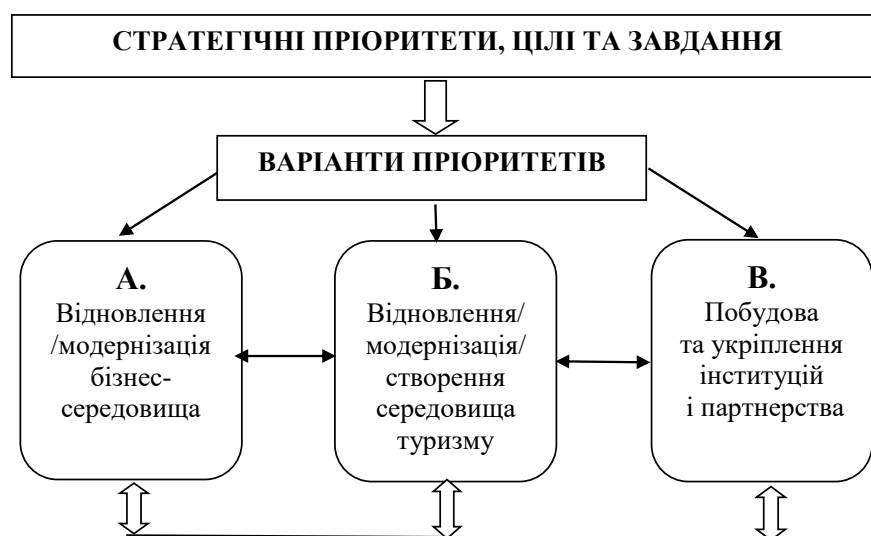 СТРАТЕГІЧНІ ПРІОРИТЕТИ, ЦІЛІ ТА ЗАВДАННЯ
ВАРІАНТИ ПРІОРИТЕТІВ
А.
Відновлення
/модернізація
бізнес-
середовища
Б.
Відновлення/
модернізація/
створення
середовища
туризму
В.
Побудова
та укріплення
інституцій
і партнерства